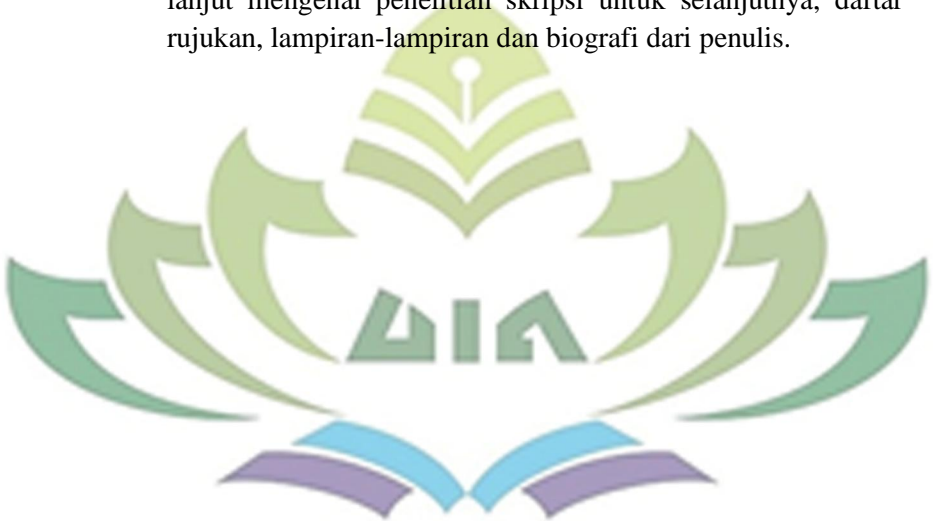 lanjut mengenai penelitian skripsi untuk selanjutnya, daftar
rujukan, lampiran-lampiran dan biografi dari penulis.